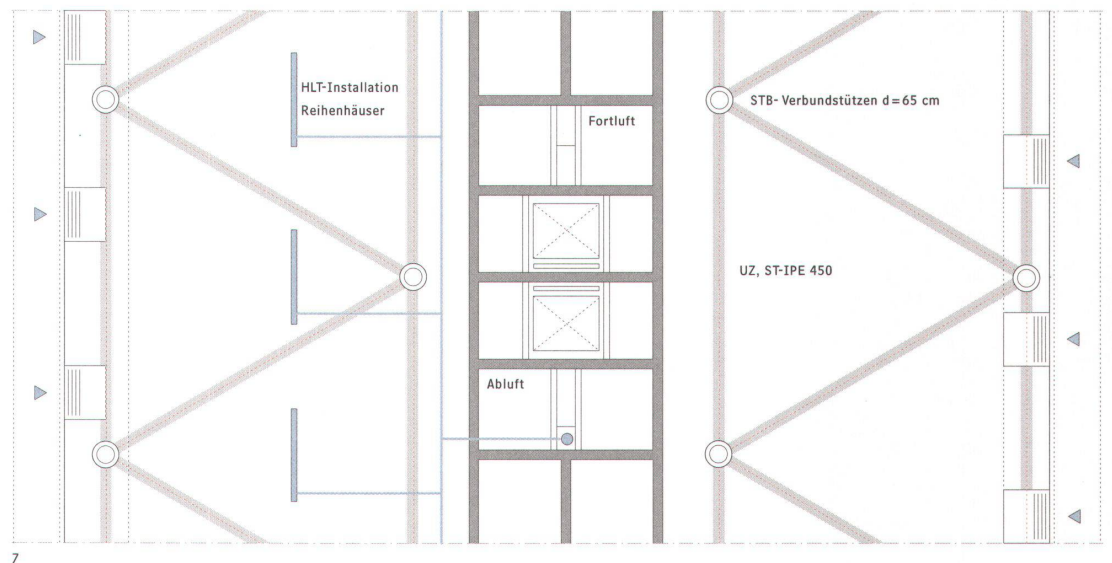 HLT-Installation
Reihenhäuser
Fortluft
STB- Verbundstützen d=65 cm
UZ, ST-IPE 450
Abluft
7